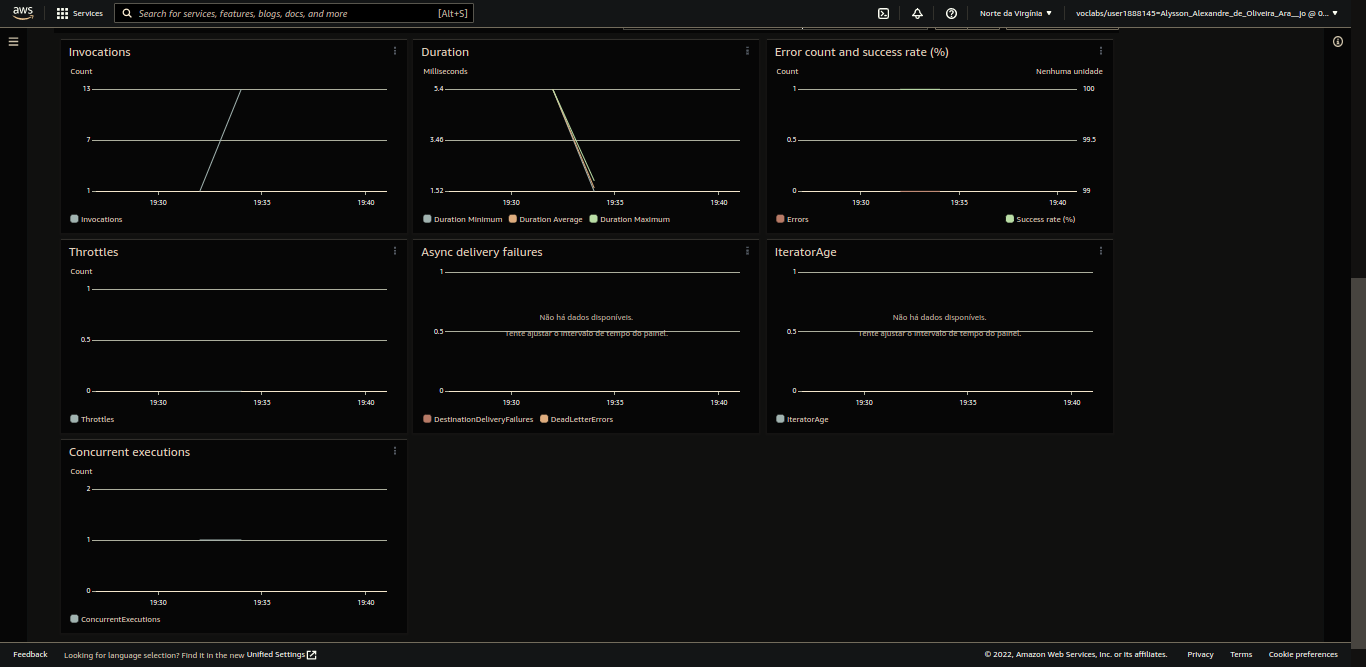 aws Services Search for services, features, blogs, docs, and more [Alt+S] Norte da Virgínia voclabs/user1888145=Alysson_Alexandre_de_Oliveira_Ara__jo @ 0...
Invocations
Count
13
7
1
19:30 19:35 19:40
Invocations
Duration
Milliseconds
5.4
3.46
1.52
19:30 19:35 19:40
Duration Minimum Duration Average Duration Maximum
Error count and success rate (%)
Count Nenhuma unidade
1 100
0.5 99.5
0 99
19:30 19:35 19:40
Errors Success rate (%)
Throttles
Count
1
0.5
0
19:30 19:35 19:40
Throttles
Async delivery failures
1
Não há dados disponíveis.
0.5
Tente ajustar o intervalo de tempo do painel.
0
19:30 19:35 19:40
DestinationDeliveryFailures DeadLetterErrors
IteratorAge
1
Não há dados disponíveis.
0.5
Tente ajustar o intervalo de tempo do painel.
0
19:30 19:35 19:40
IteratorAge
Concurrent executions
Count
2
1
0
19:30 19:35 19:40
ConcurrentExecutions
Feedback Looking for language selection? Find it in the new Unified Settings © 2022, Amazon Web Services, Inc. or its affiliates. Privacy Terms Cookie preferences